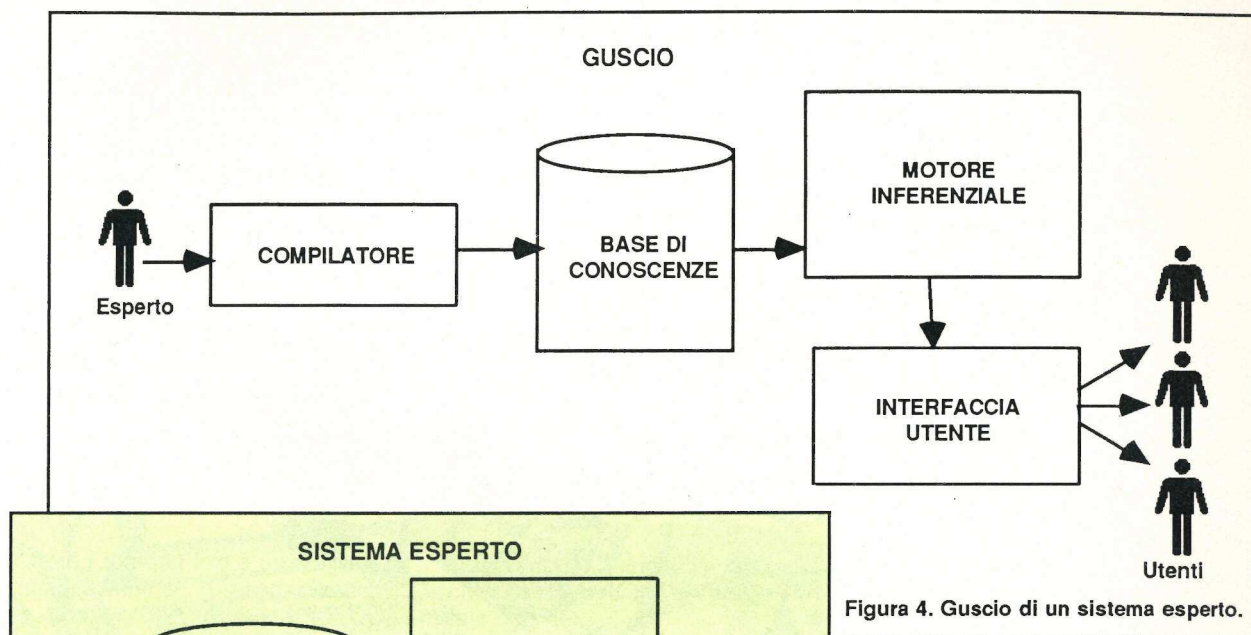 GUSCIO
Esperto
COMPILATORE
BASE DI
CONOSCENZE
MOTORE
INFERENZIALE
INTERFACCIA
UTENTE
Utenti
Figura 4. Guscio di un sistema esperto.
SISTEMA ESPERTO